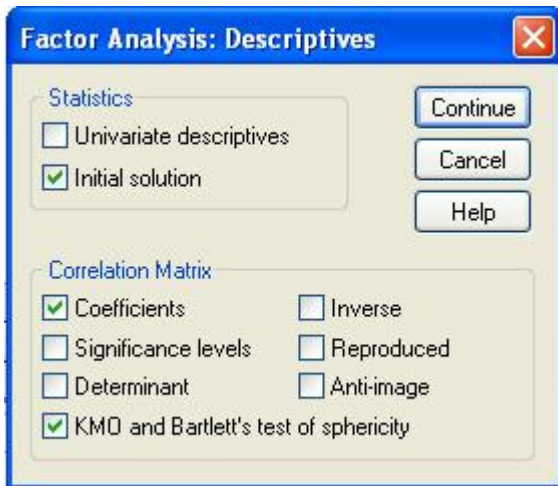 Factor Analysis: Descriptives
Statistics
Univariate descriptives
Initial solution
Continue
Cancel
Help
Correlation Matrix
Coefficients
Inverse
Significance levels
Reproduced
Determinant
Anti-image
KMO and Bartlett's test of sphericity